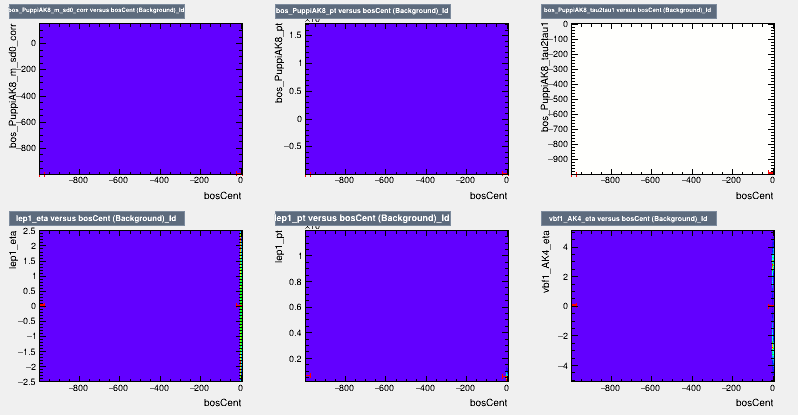 bos_PuppiAK8_m_sd0_corr versus bosCent (Background)_Id
bos_PuppiAK8_m_sd0_corr
0
−200
−400
−600
−800
−800 −600 −400 −200 0
bosCent
bos_PuppiAK8_pt versus bosCent (Background)_Id
bos_PuppiAK8_pt
1.5
1
0.5
0
−0.5
−800 −600 −400 −200 0
bosCent
bos_PuppiAK8_tau2tau1 versus bosCent (Background)_Id
bos_PuppiAK8_tau2tau1
0
−100
−200
−300
−400
−500
−600
−700
−800
−900
−800 −600 −400 −200 0
bosCent
lep1_eta versus bosCent (Background)_Id
lep1_eta
2.5
2
1.5
1
0.5
0
−0.5
−1
−1.5
−2
−2.5
−800 −600 −400 −200 0
bosCent
lep1_pt versus bosCent (Background)_Id
lep1_pt
1
0.8
0.6
0.4
0.2
−800 −600 −400 −200 0
bosCent
vbf1_AK4_eta versus bosCent (Background)_Id
vbf1_AK4_eta
4
2
0
−2
−4
−800 −600 −400 −200 0
bosCent